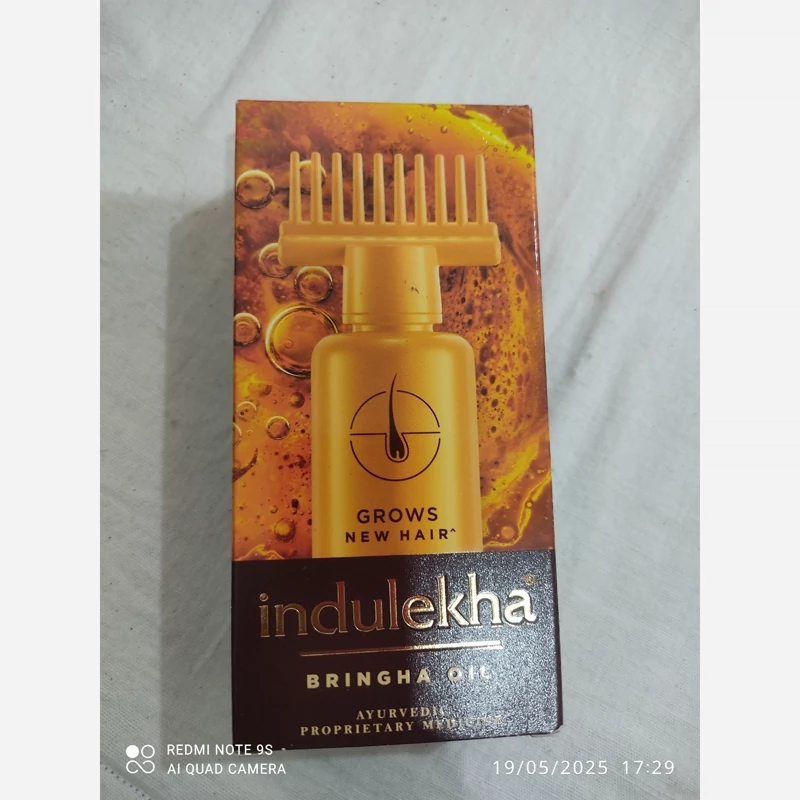 GROWS
NEW HAIR^
indulekha®
BRINGHA OIL
AYURVEDIC
PROPRIETARY MEDICINE
REDMI NOTE 9S
AI QUAD CAMERA
19/05/2025 17:29